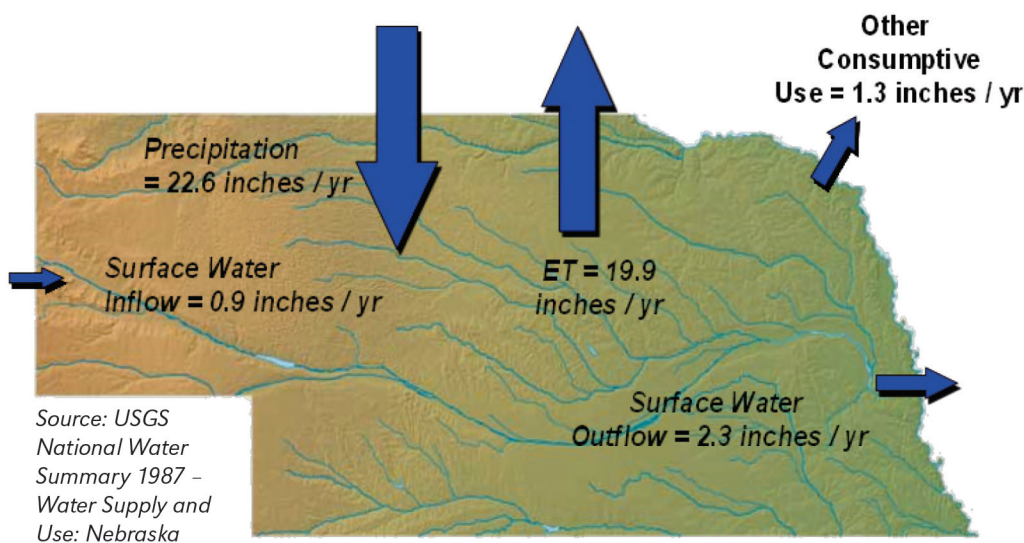 Other
Consumptive
Use = 1.3 inches / yr
Precipitation
= 22.6 inches / yr
Surface Water
Inflow = 0.9 inches / yr
ET = 19.9
inches / yr
Surface Water
Outflow = 2.3 inches / yr
Source: USGS
National Water
Summary 1987 –
Water Supply and
Use: Nebraska